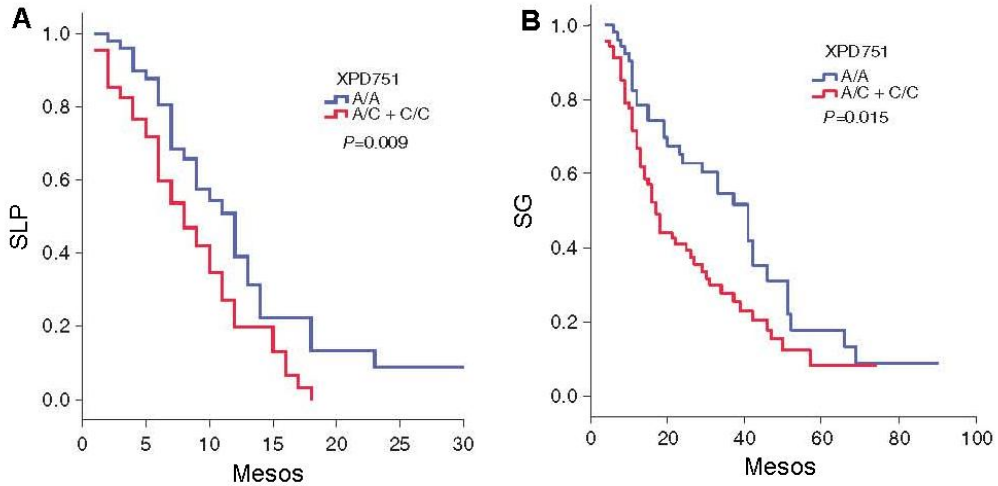 A
SLP
1.0
0.8
0.6
0.4
0.2
0.0
XPD751
A/A
A/C + C/C
P=0.009
0 5 10 15 20 25 30
Mesos
B
SG
1.0
0.8
0.6
0.4
0.2
0.0
XPD751
A/A
A/C + C/C
P=0.015
0 20 40 60 80 100
Mesos